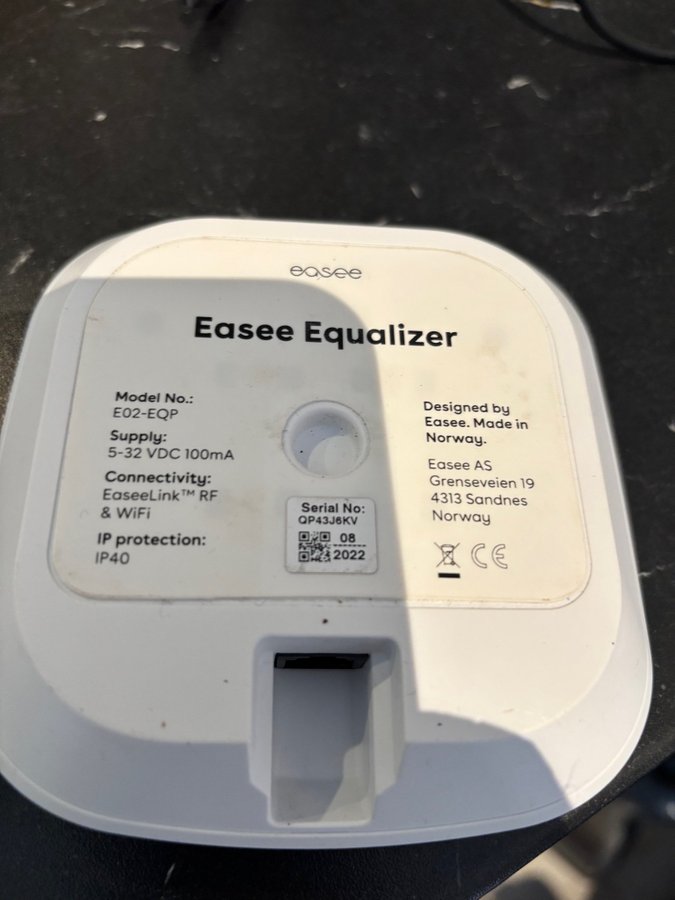 easee
Easee Equalizer
Model No.:
E02-EQP
Supply:
5-32 VDC 100mA
Connectivity:
EaseeLink™ RF
& WiFi
IP protection:
IP40
Serial No:
QP43J6KV
08
2022
Designed by
Easee. Made in
Norway.
Easee AS
Grenseveien 19
4313 Sandnes
Norway
CE